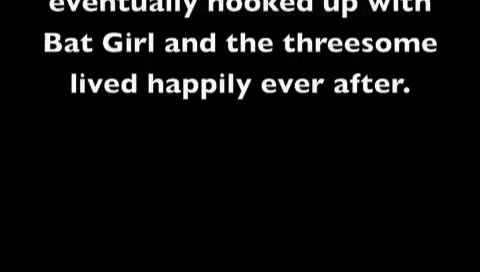 eventually hooked up with
Bat Girl and the threesome
lived happily ever after.